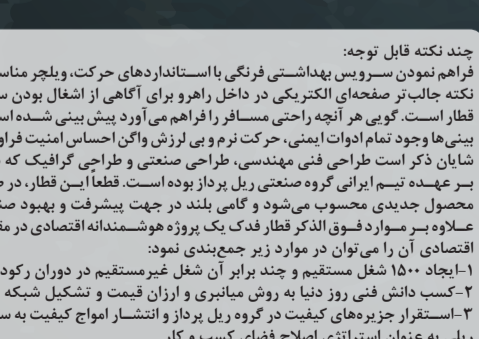 چند نکته قابل توجه:
فراهم نمودن سرویس بهداشتی فرنگی با استانداردهای حرکت، ویلچر
نکته جالب‌تر صفحه‌ای الکتریکی در داخل راهرو برای آگاهی از اشغال بودن
قطار است. گویی هر آنچه راحتی مسافر را فراهم می‌آورد پیش بینی شده
بینی‌ها وجود تمام ادوات ایمنی، حرکت نرم و بی لرزش واگن احساس امنیت
شایان ذکر است طراحی فنی مهندسی، طراحی صنعتی و طراحی گرافیک که
بر عهده تیم ایرانی گروه صنعتی ریل پرداز بوده است. قطعاً این قطار، در
محصول جدیدی محسوب می‌شود و گامی بلند در جهت پیشرفت و بهبود
علاوه بر موارد فوق الذکر قطار فدک یک پروژه هوشمندانه اقتصادی در
اقتصادی آن را می‌توان در موارد زیر جمع‌بندی نمود:
۱-ایجاد ۱۵۰۰ شغل مستقیم و چند برابر آن شغل غیرمستقیم در دوران رکود
۲-کسب دانش فنی روز دنیا به روش میانبری و ارزان قیمت و تشکیل شبکه
۳-استقرار جزیره‌های کیفیت در گروه ریل پرداز و انتشار امواج کیفیت به
ریلی به عنوان استراتژی اصلاح فضای کسب و کار